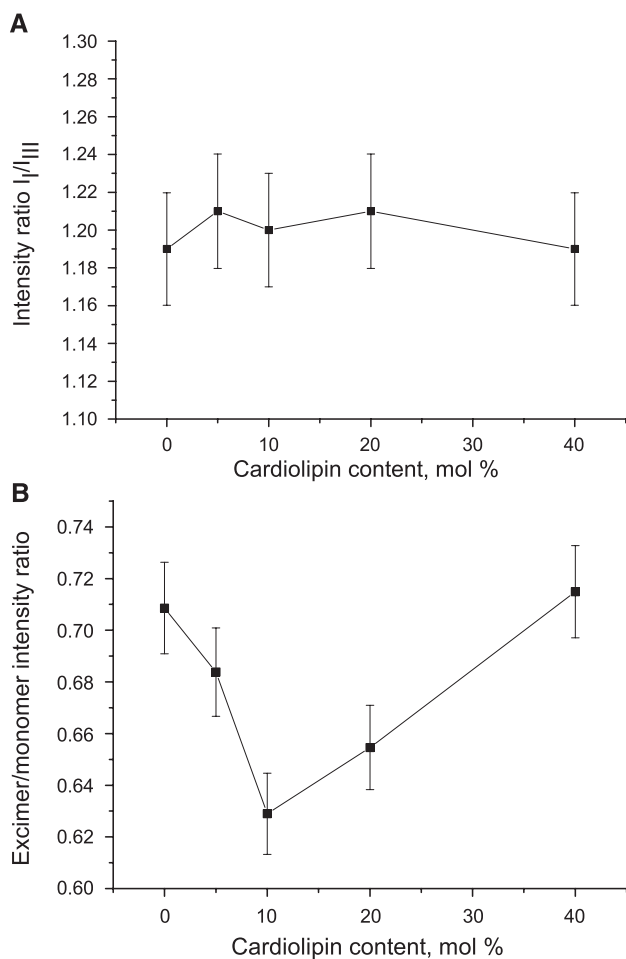 A
1.30
1.28
1.26
1.24
1.22
1.20
1.18
1.16
1.14
1.12
1.10
Intensity ratio I_I/I_III
0 10 20 30 40
Cardiolipin content, mol %
B
0.74
0.72
0.70
0.68
0.66
0.64
0.62
0.60
Excimer/monomer intensity ratio
0 10 20 30 40
Cardiolipin content, mol %